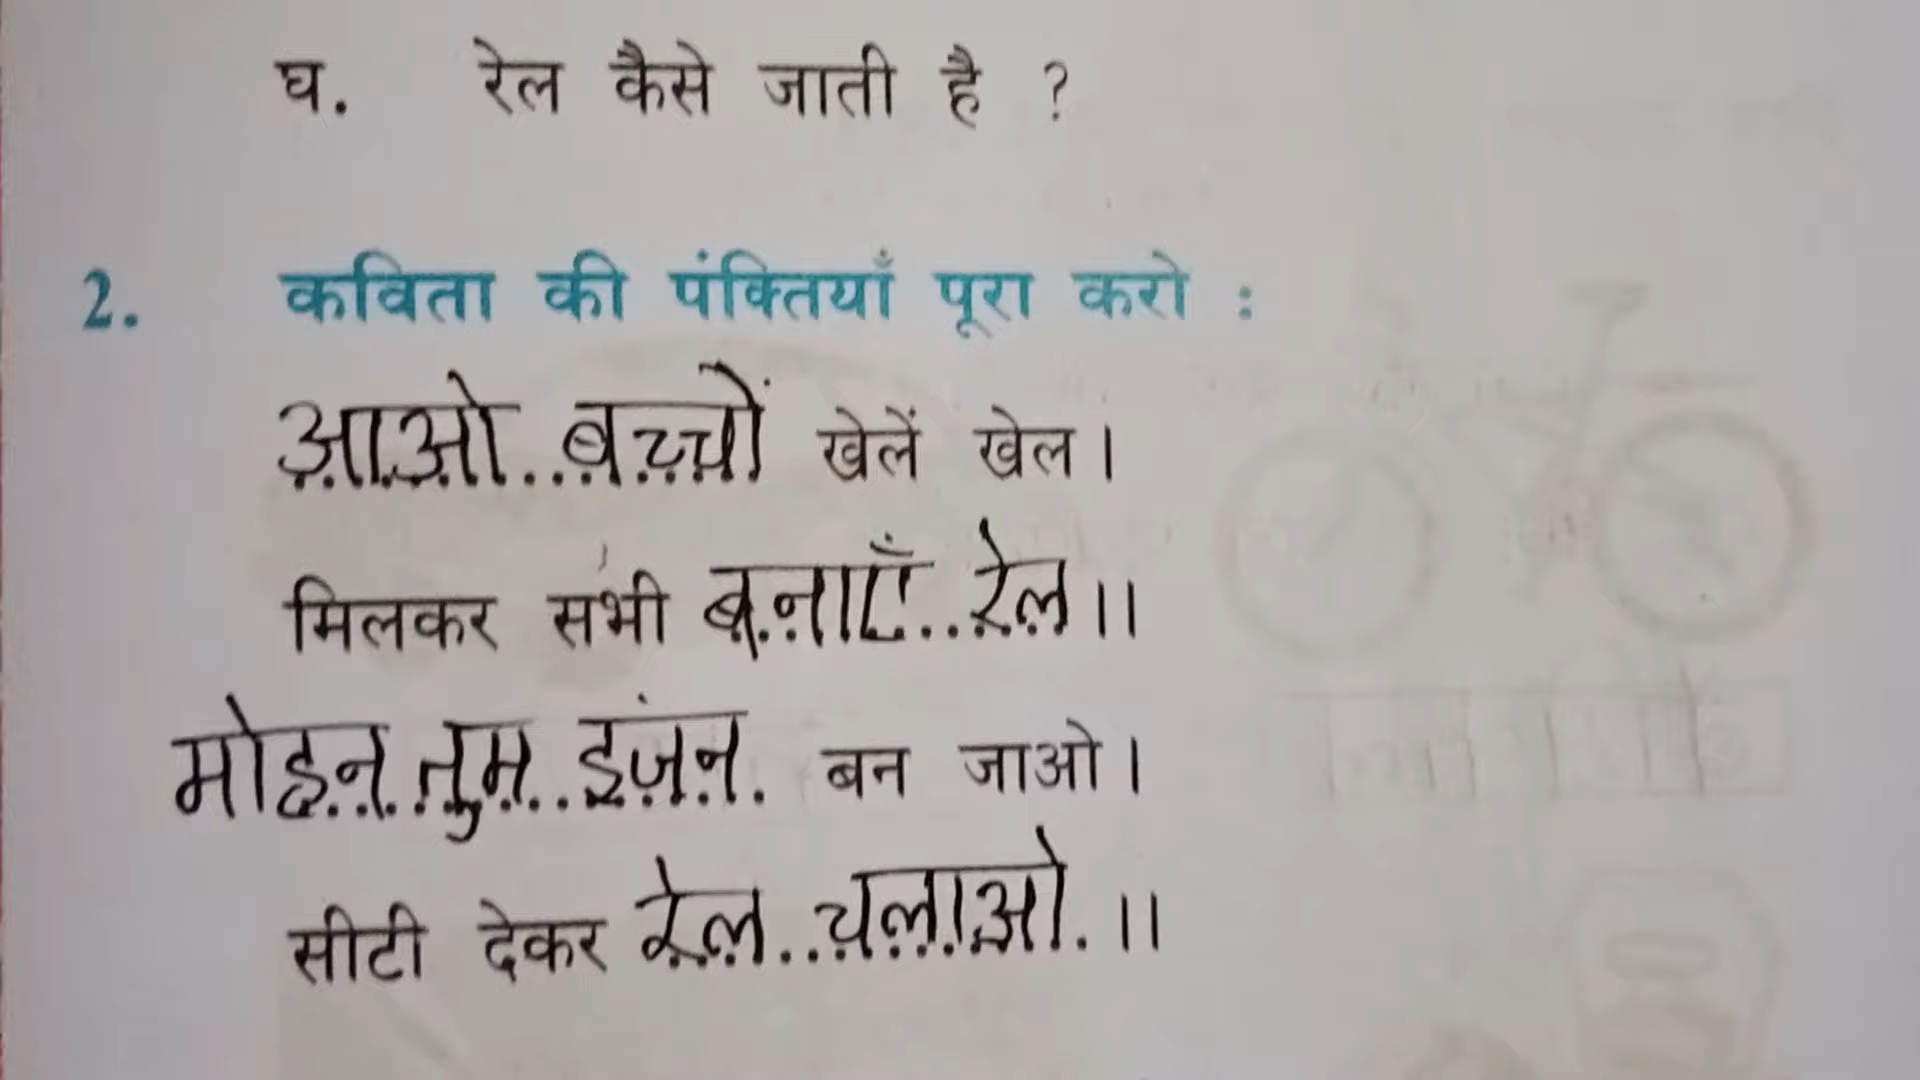 घ. रेल कैसे जाती है ?
2. कविता की पंक्तियाँ पूरा करो :
आओ बच्चों खेलें खेल।
मिलकर सभी बनाएँ रेल।।
मोहन तुम इंजन बन जाओ।
सीटी देकर रेल चलाओ।।